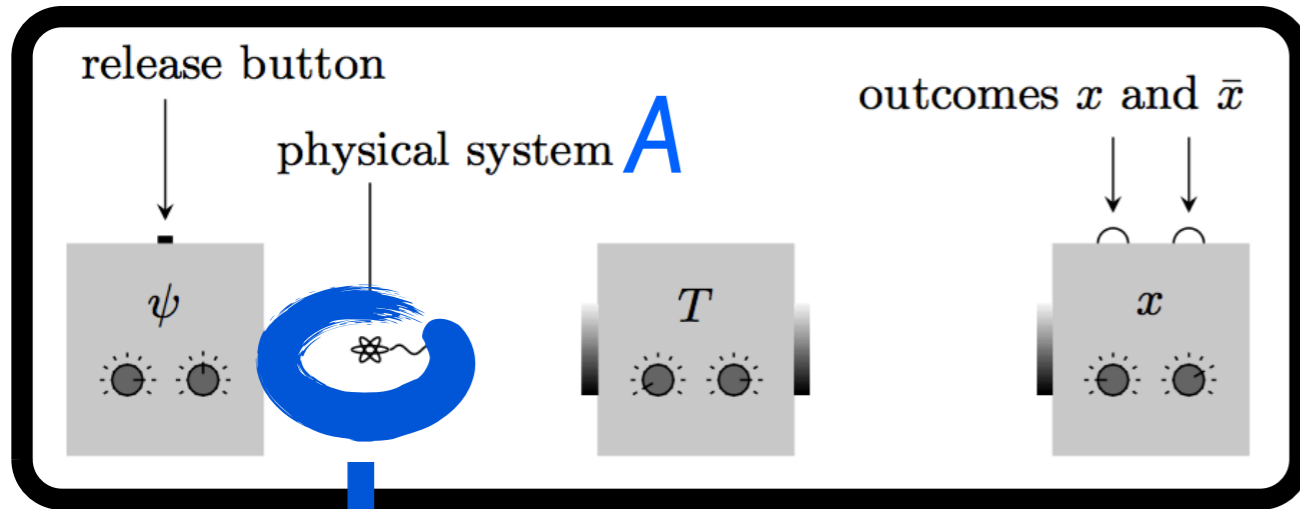 release button
physical system A
outcomes x and x̄
ψ
T
x